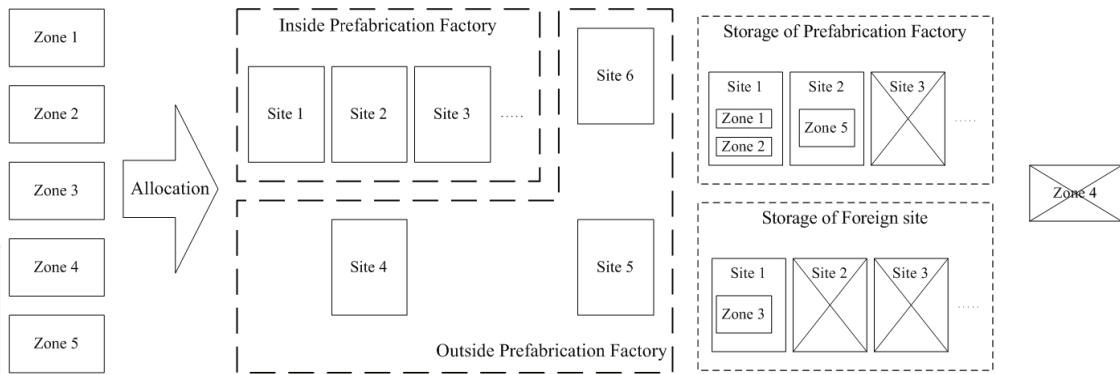 Zone 1
Zone 2
Zone 3
Zone 4
Zone 5
Allocation
Inside Prefabrication Factory
Site 1 Site 2 Site 3 .....
Site 6
Site 4
Site 5
Outside Prefabrication Factory
Storage of Prefabrication Factory
Site 1 Site 2 Site 3
Zone 1
Zone 2
Zone 5
.....
Storage of Foreign site
Site 1 Site 2 Site 3
Zone 3
.....
Zone 4